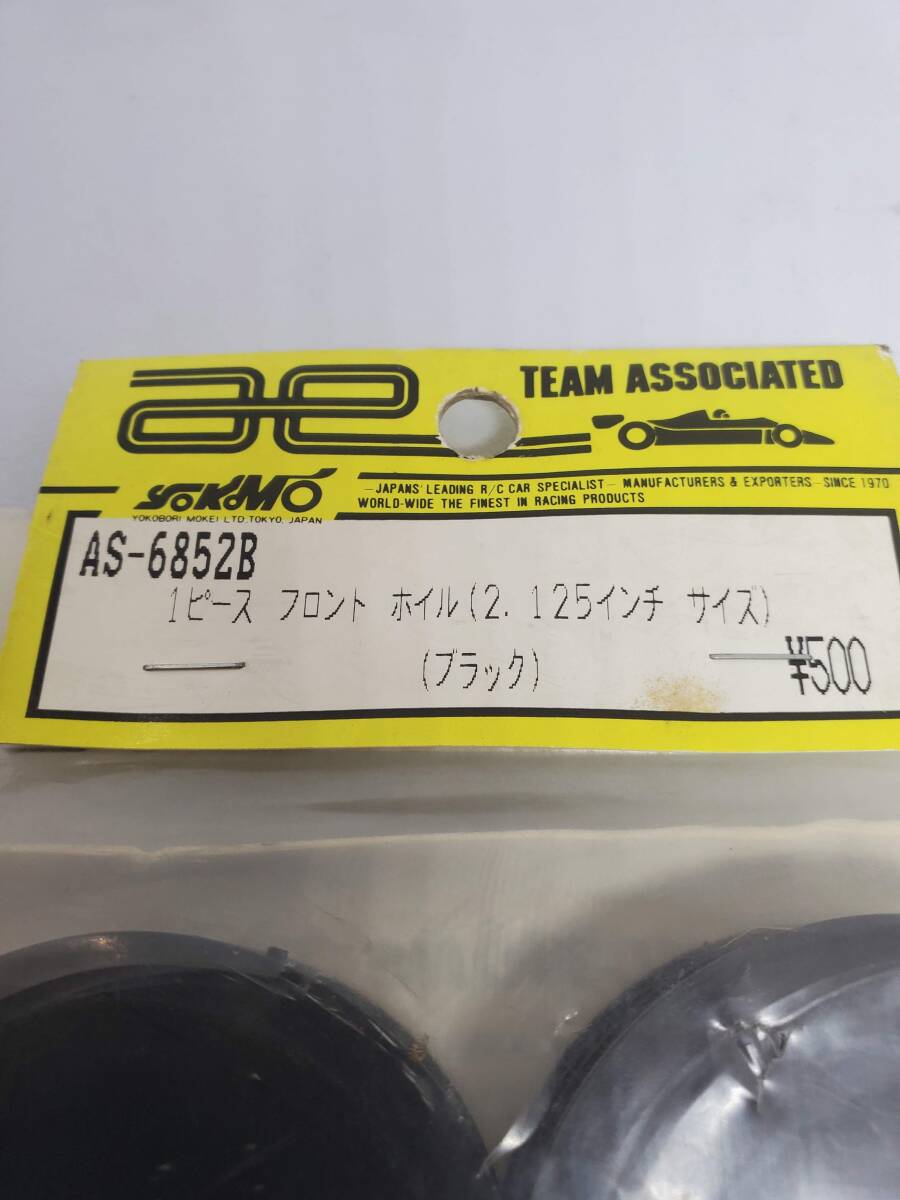 ae
TEAM ASSOCIATED
YOKOMO
YOKOBORI MOKEI LTD, TOKYO, JAPAN
—JAPANS' LEADING R/C CAR SPECIALIST— MANUFACTURERS & EXPORTERS—SINCE 1970
WORLD-WIDE THE FINEST IN RACING PRODUCTS
AS-6852B
1ピース フロント ホイル(2.125インチ サイズ)
(ブラック)
¥500